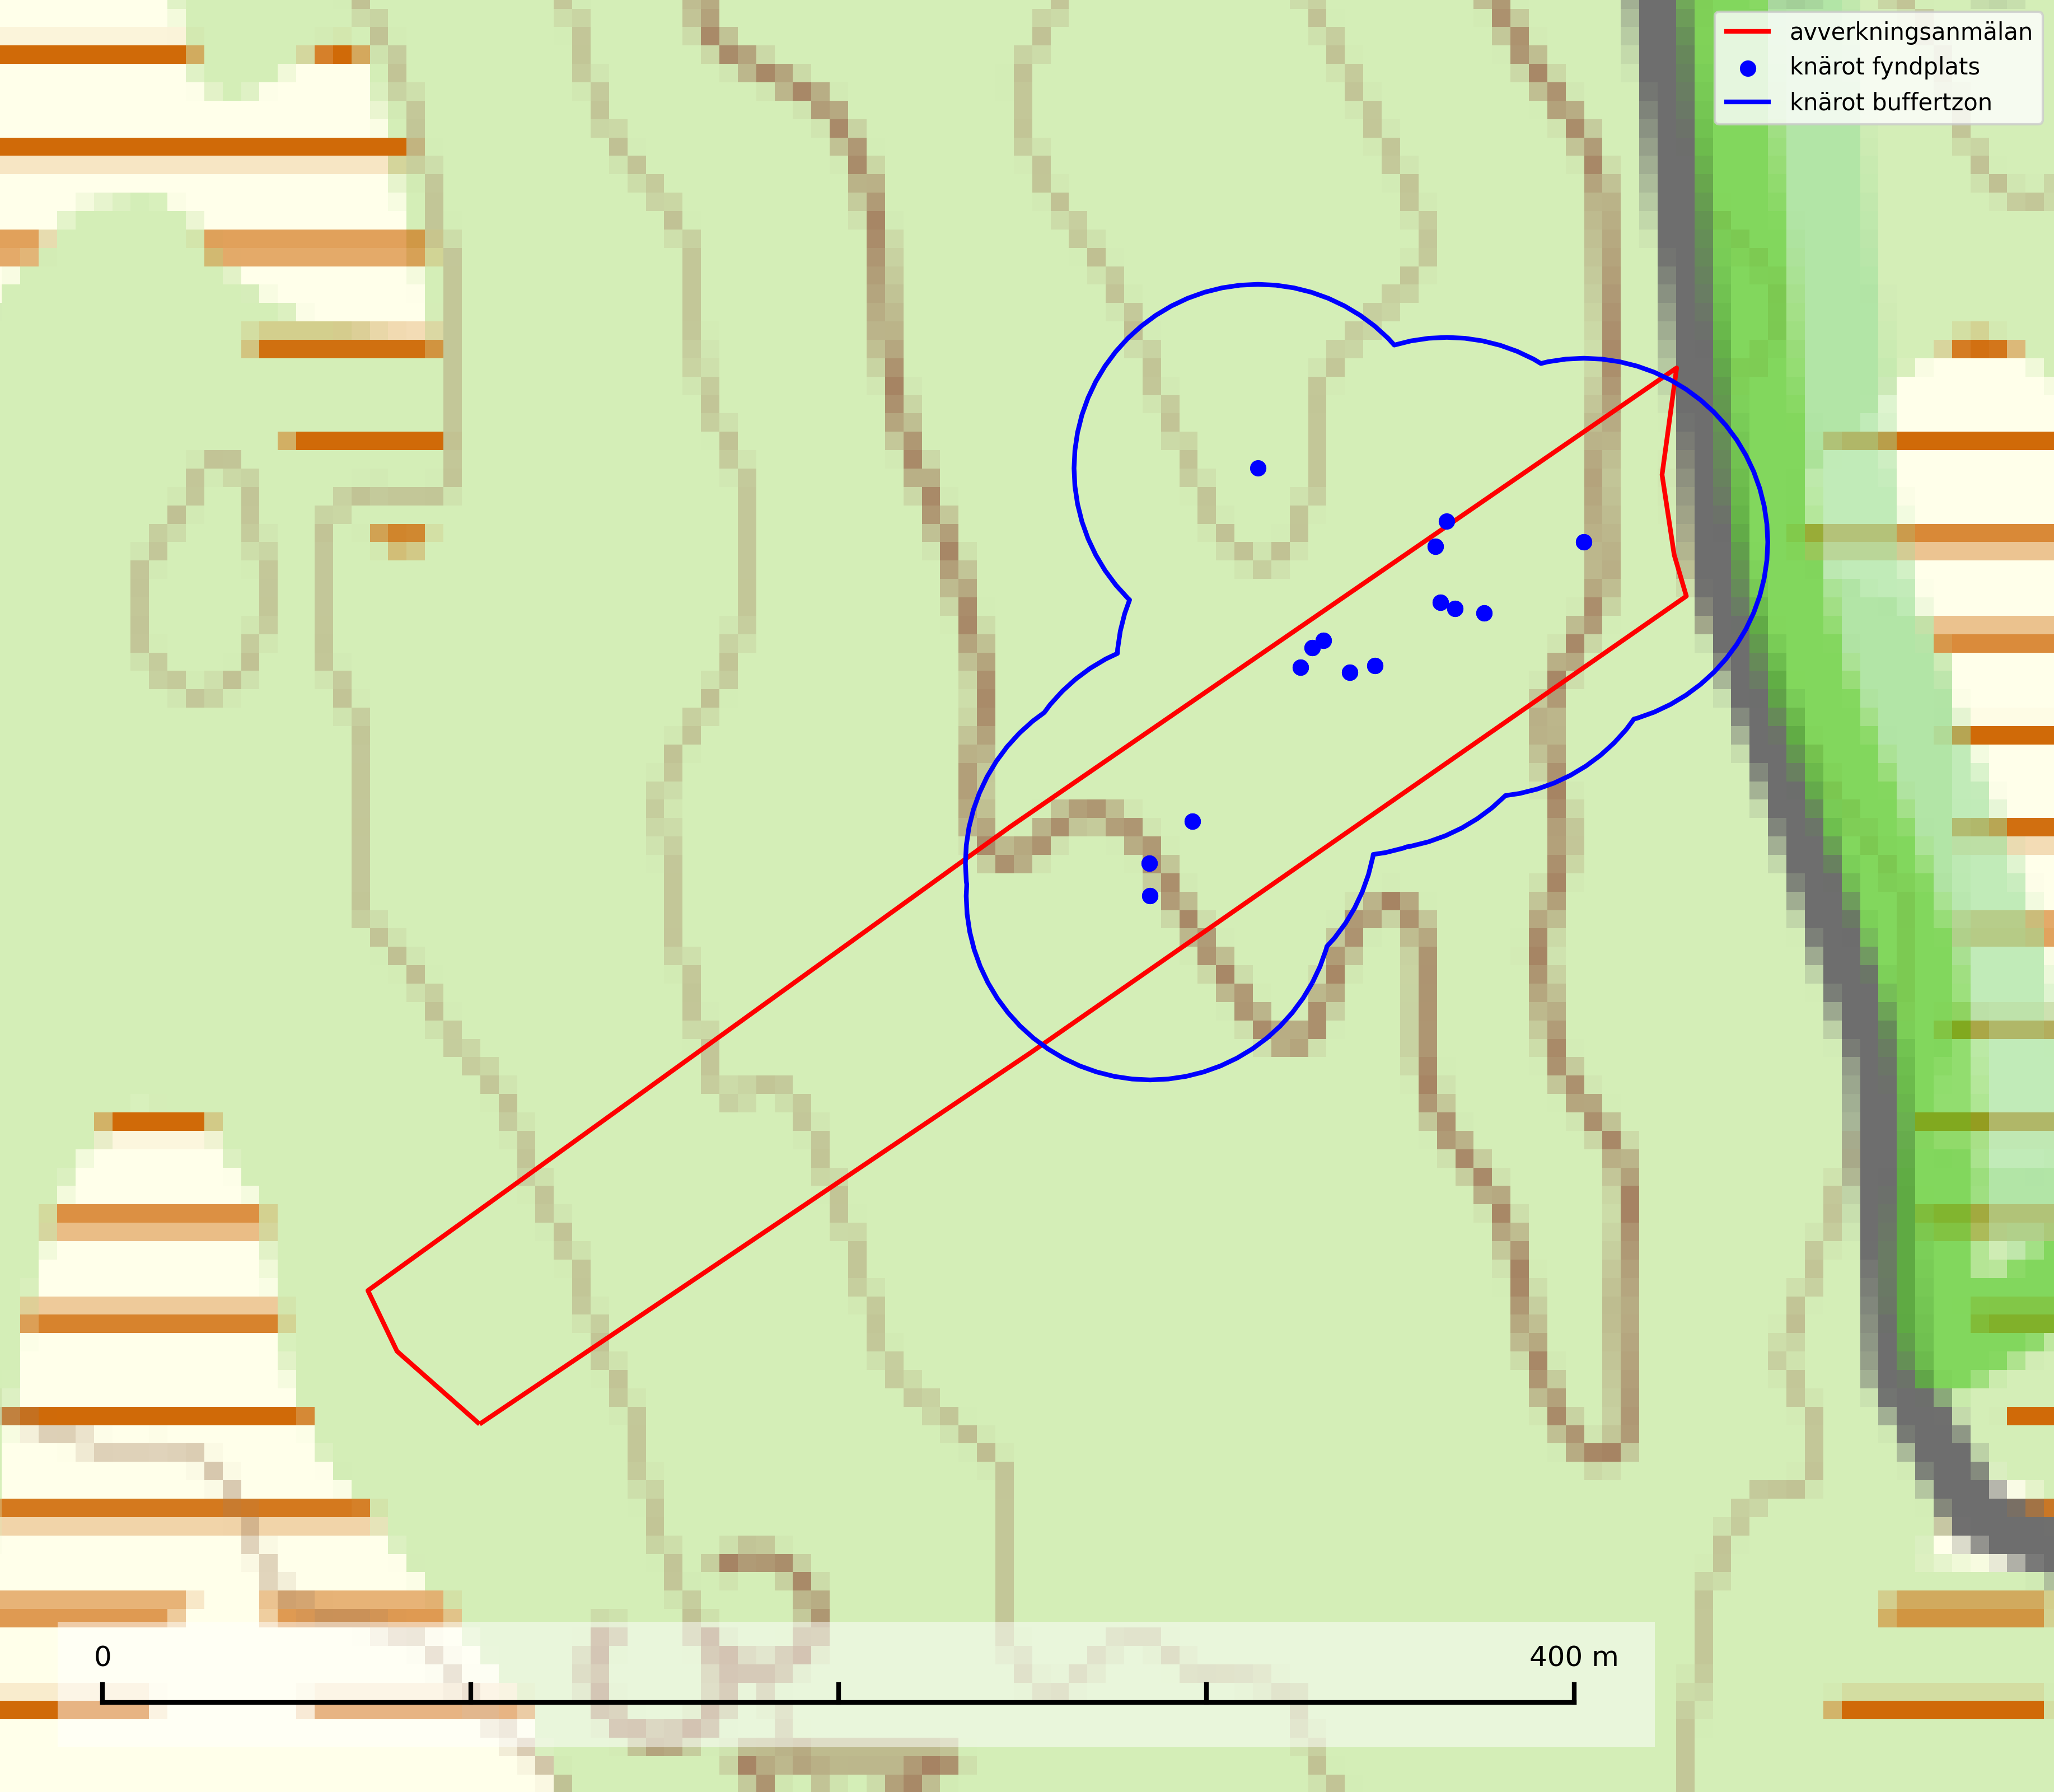 avverkningsanmälan
knärot fyndplats
knärot buffertzon
0
400 m